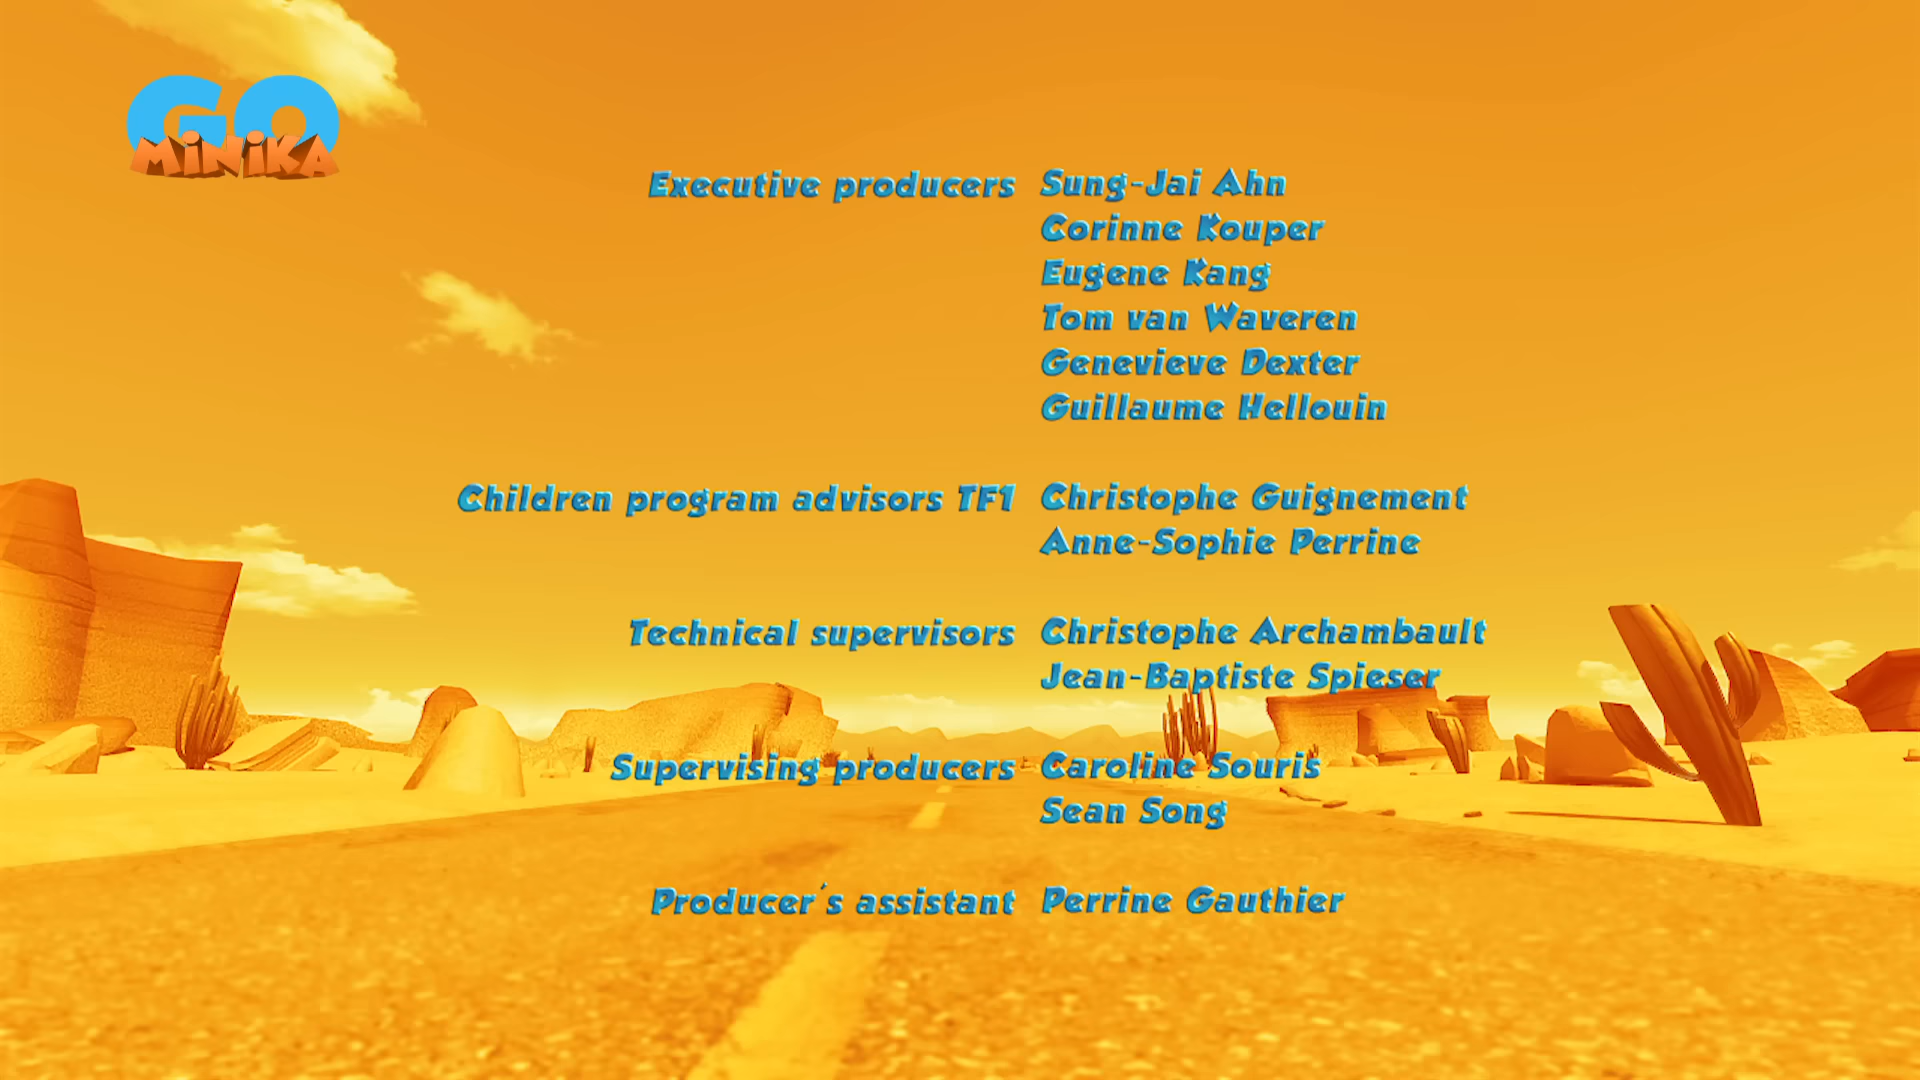 GO
MINIKA
Executive producers Sung-Jai Ahn
Corinne Kouper
Eugene Kang
Tom van Waveren
Genevieve Dexter
Guillaume Hellouin
Children program advisors TF1 Christophe Guignement
Anne-Sophie Perrine
Technical supervisors Christophe Archambault
Jean-Baptiste Spieser
Supervising producers Caroline Souris
Sean Song
Producer's assistant Perrine Gauthier